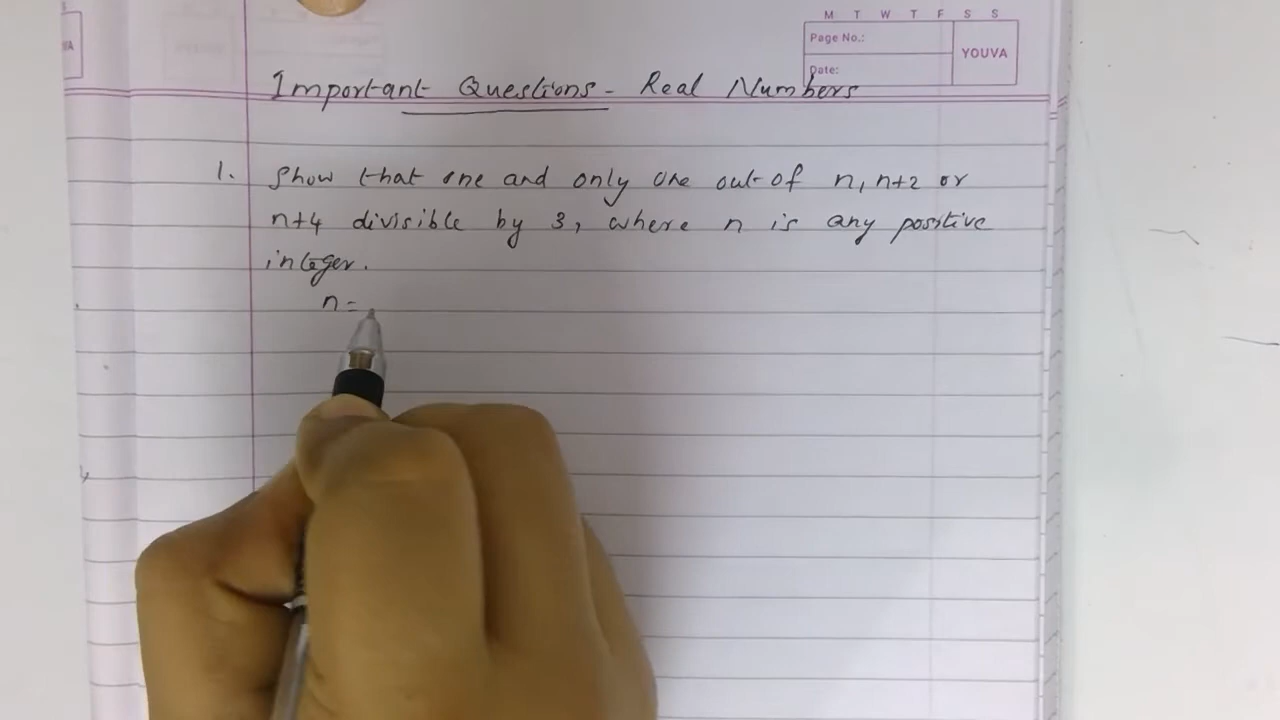 M T W T F S S
Page No.:
YOUVA
Date:
Important Questions - Real Numbers
1. Show that one and only one out of n, n+2 or
n+4 divisible by 3, where n is any positive
integer.
n =